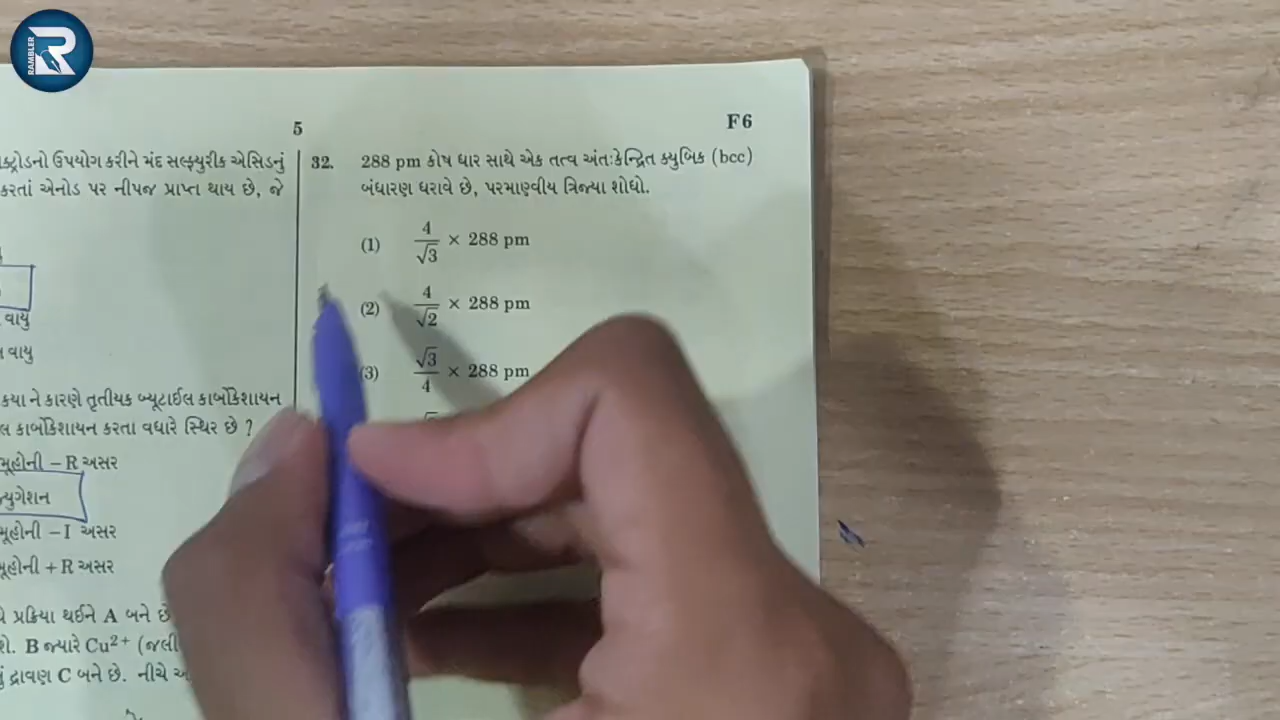 RAMBLER
R
5
F6
ક્ટ્રોડનો ઉપયોગ કરીને મંદ સલ્ફ્યુરીક એસિડનું
કરતાં એનોડ પર નીપજ પ્રાપ્ત થાય છે, જે
વાયુ
વાયુ
કયા ને કારણે તૃતીયક બ્યૂટાઈલ કાર્બોકેશાયન
લ કાર્બોકેશાયન કરતા વધારે સ્થિર છે ?
મૂહોની – R અસર
જ્યુગેશન
મૂહોની – I અસર
મૂહોની + R અસર
પ્રક્રિયા થઈને A બને છે
શે. B જ્યારે Cu²⁺ (જલી
દ્રાવણ C બને છે. નીચે
32. 288 pm કોષ ધાર સાથે એક તત્વ અંતઃકેન્દ્રિત ક્યુબિક (bcc)
બંધારણ ધરાવે છે, પરમાણ્વીય ત્રિજ્યા શોધો.
(1) 4/√3 × 288 pm
(2) 4/√2 × 288 pm
(3) √3/4 × 288 pm